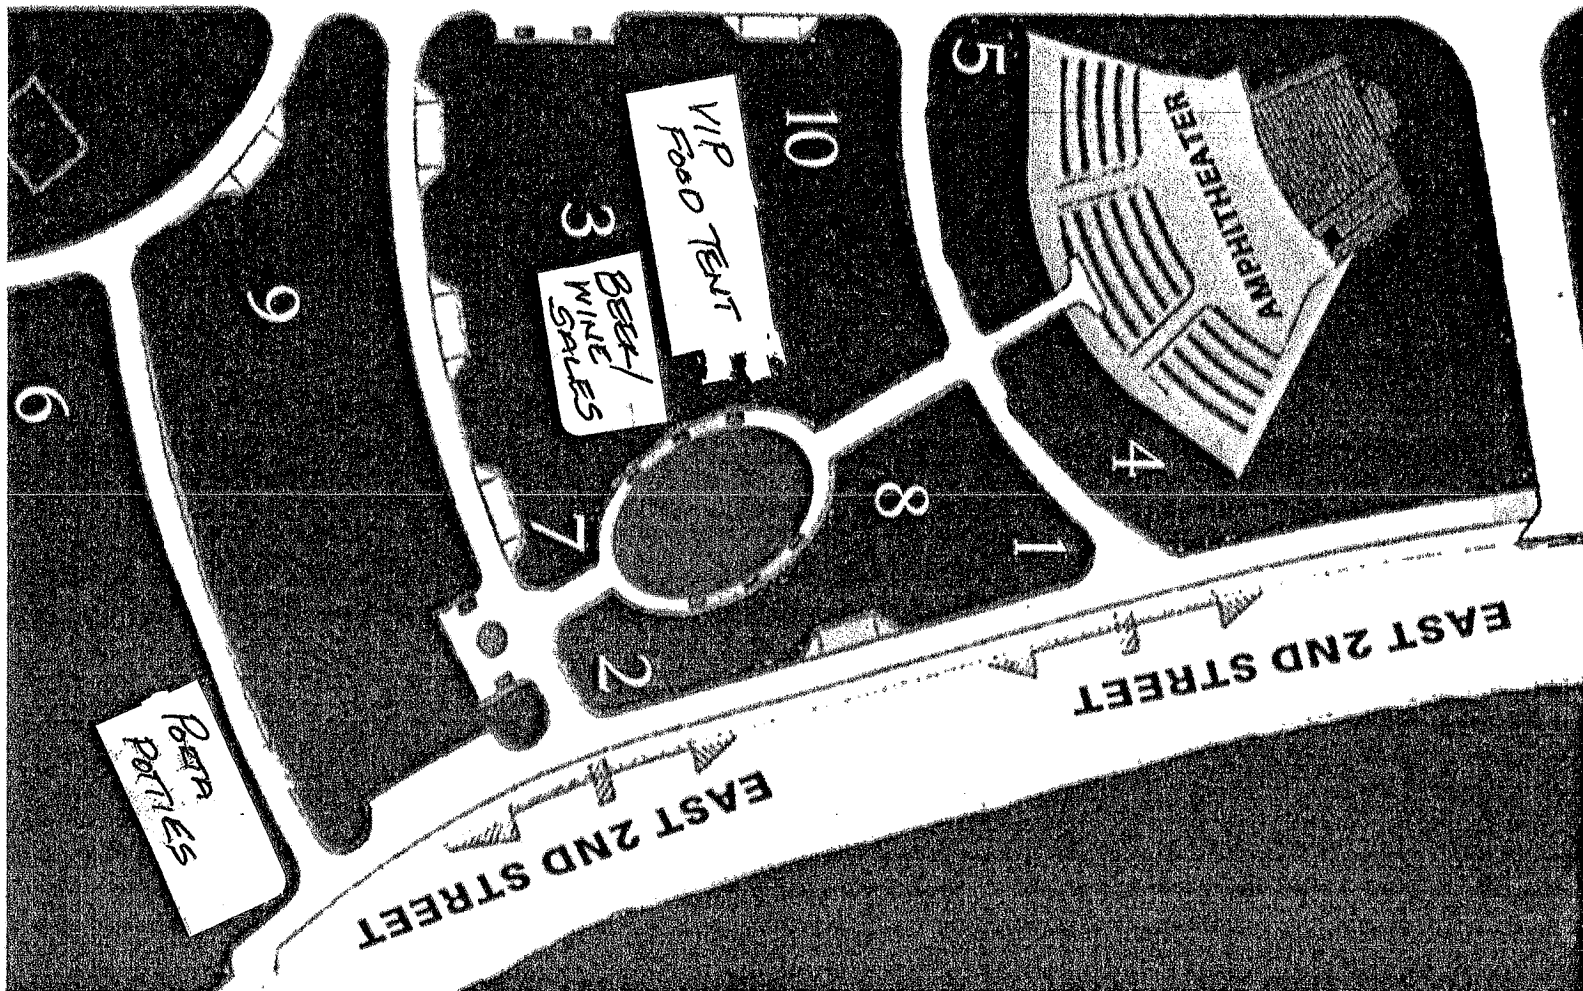 5
10
VIP
FOOD TENT
AMPHITHEATER
3
BEER/
WINE
SALES
9
6
4
8
7
1
2
PORTA
POTTIES
EAST 2ND STREET
EAST 2ND STREET